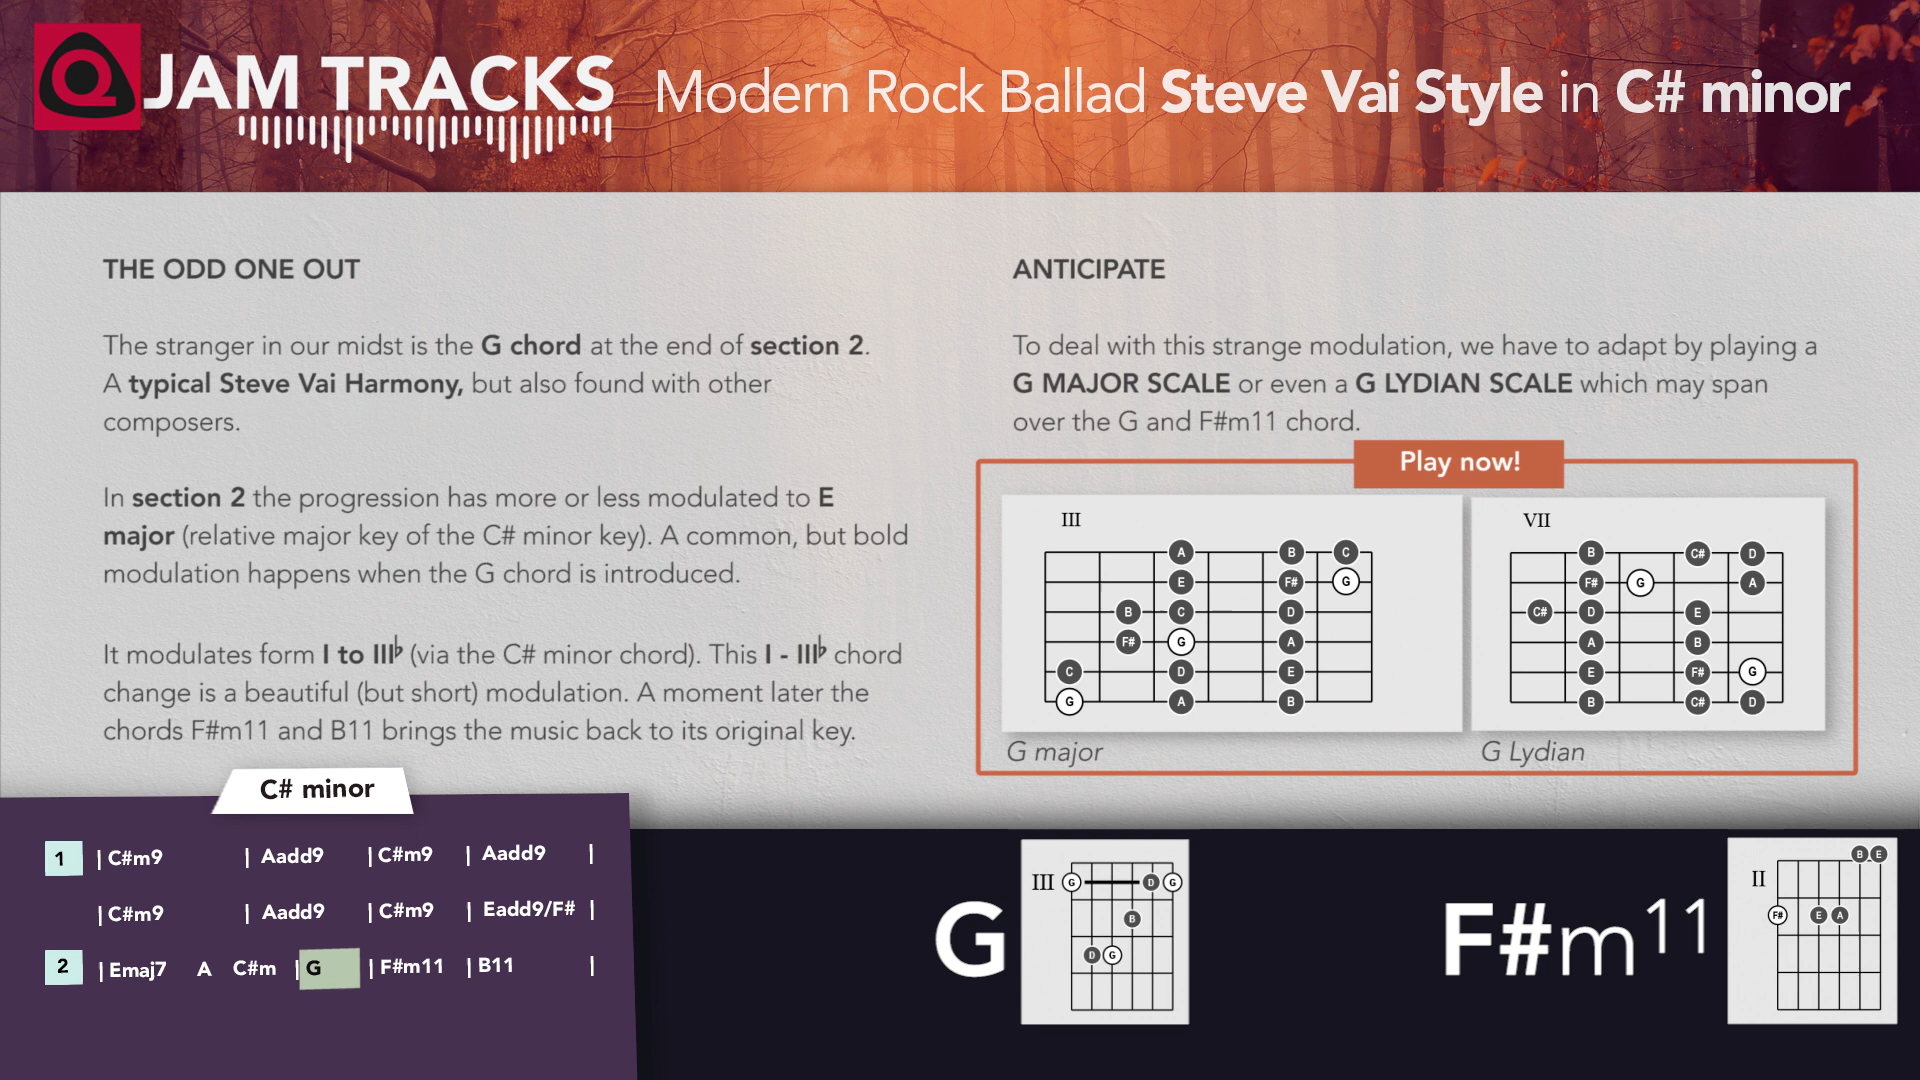 JAM TRACKS
Modern Rock Ballad Steve Vai Style in C# minor
THE ODD ONE OUT
The stranger in our midst is the G chord at the end of section 2.
A typical Steve Vai Harmony, but also found with other
composers.
In section 2 the progression has more or less modulated to E
major (relative major key of the C# minor key). A common, but bold
modulation happens when the G chord is introduced.
It modulates form I to III♭ (via the C# minor chord). This I - III♭ chord
change is a beautiful (but short) modulation. A moment later the
chords F#m11 and B11 brings the music back to its original key.
ANTICIPATE
To deal with this strange modulation, we have to adapt by playing a
G MAJOR SCALE or even a G LYDIAN SCALE which may span
over the G and F#m11 chord.
Play now!
III
A B C
E F# G
B C D
F# G A
C D E
G A B
G major
VII
B C# D
F# G A
C# D E
A B
E F# G
B C# D
G Lydian
C# minor
1 | C#m9 | Aadd9 | C#m9 | Aadd9 |
| C#m9 | Aadd9 | C#m9 | Eadd9/F# |
2 | Emaj7 A C#m | G | F#m11 | B11 |
G
III G D G
B
D G
F#m11
B E
II
F# E A